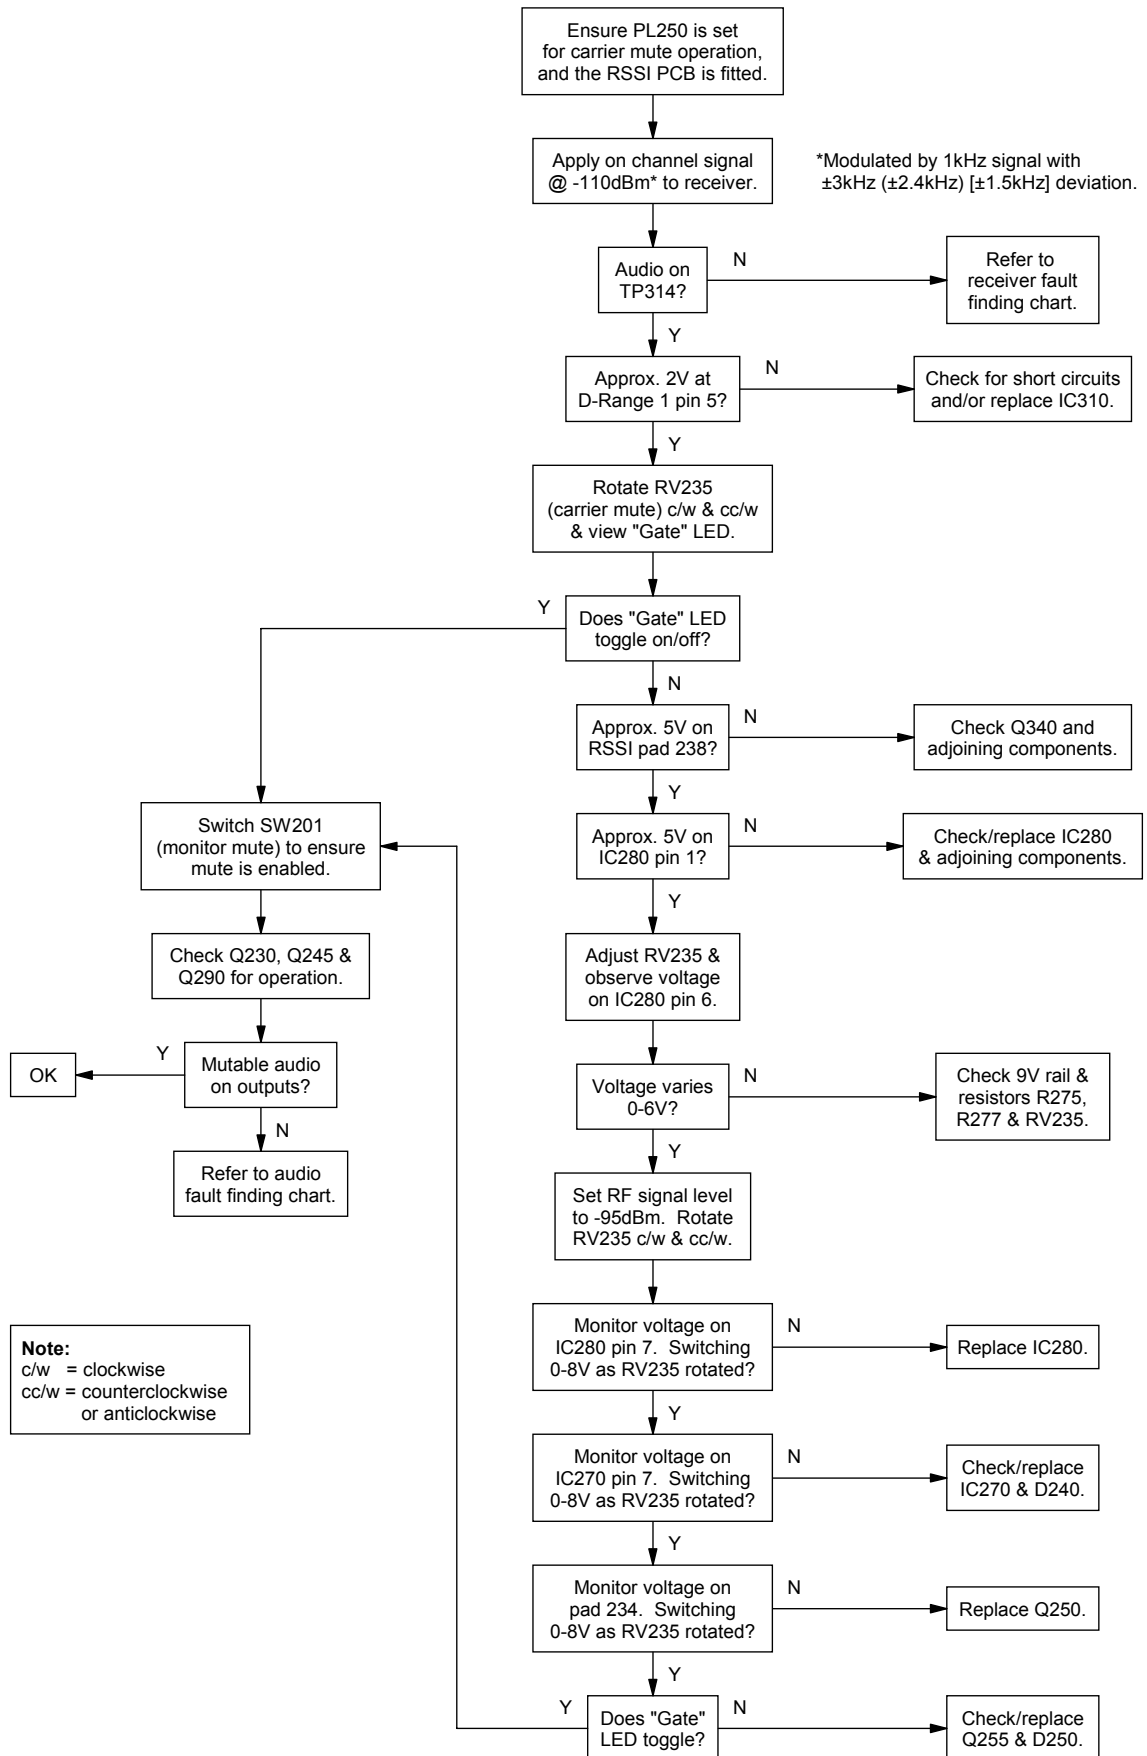 Ensure PL250 is set
for carrier mute operation,
and the RSSI PCB is fitted.
Apply on channel signal
@ -110dBm* to receiver.
*Modulated by 1kHz signal with
±3kHz (±2.4kHz) [±1.5kHz] deviation.
Audio on
TP314?
N
Refer to
receiver fault
finding chart.
Y
Approx. 2V at
D-Range 1 pin 5?
N
Check for short circuits
and/or replace IC310.
Y
Rotate RV235
(carrier mute) c/w & cc/w
& view "Gate" LED.
Does "Gate" LED
toggle on/off?
Y
N
Approx. 5V on
RSSI pad 238?
N
Check Q340 and
adjoining components.
Y
Approx. 5V on
IC280 pin 1?
N
Check/replace IC280
& adjoining components.
Y
Switch SW201
(monitor mute) to ensure
mute is enabled.
Check Q230, Q245 &
Q290 for operation.
Mutable audio
on outputs?
Y
OK
N
Refer to audio
fault finding chart.
Adjust RV235 &
observe voltage
on IC280 pin 6.
Voltage varies
0-6V?
N
Check 9V rail &
resistors R275,
R277 & RV235.
Y
Set RF signal level
to -95dBm. Rotate
RV235 c/w & cc/w.
Monitor voltage on
IC280 pin 7. Switching
0-8V as RV235 rotated?
N
Replace IC280.
Y
Note:
c/w = clockwise
cc/w = counterclockwise
or anticlockwise
Monitor voltage on
IC270 pin 7. Switching
0-8V as RV235 rotated?
N
Check/replace
IC270 & D240.
Y
Monitor voltage on
pad 234. Switching
0-8V as RV235 rotated?
N
Replace Q250.
Y
Does "Gate"
LED toggle?
Y
N
Check/replace
Q255 & D250.